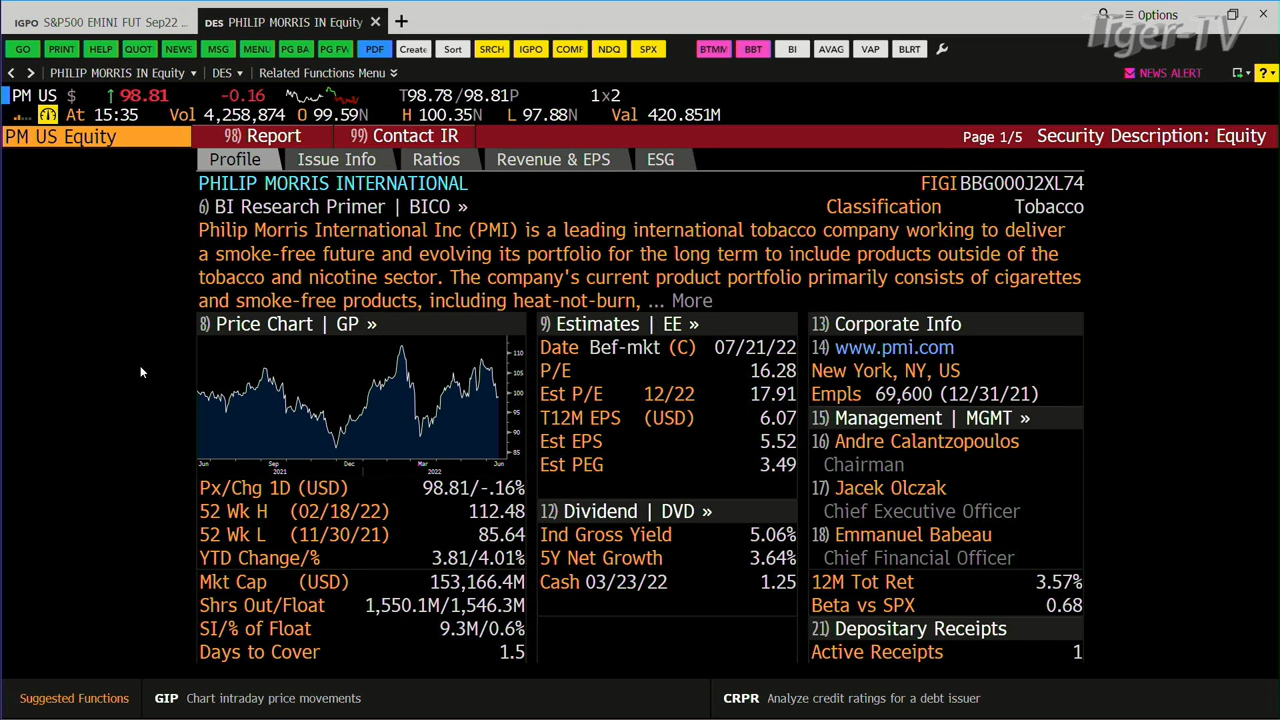 IGPO S&P500 EMINI FUT Sep22 ...
DES PHILIP MORRIS IN Equity
Options
Tiger-TV
GO PRINT HELP QUOT NEWS MSG MENU PG BA PG FW PDF Create Sort SRCH IGPO COMF NDQ SPX BTMM BBT BI AVAG VAP BLRT
PHILIP MORRIS IN Equity DES Related Functions Menu
NEWS ALERT
PM US $ ↑98.81 -0.16 T98.78/98.81P 1x2
At 15:35 Vol 4,258,874 O 99.59N H 100.35N L 97.88N Val 420.851M
PM US Equity 98) Report 99) Contact IR Page 1/5 Security Description: Equity
Profile Issue Info Ratios Revenue & EPS ESG
PHILIP MORRIS INTERNATIONAL FIGI BBG000J2XL74
6) BI Research Primer | BICO » Classification Tobacco
Philip Morris International Inc (PMI) is a leading international tobacco company working to deliver
a smoke-free future and evolving its portfolio for the long term to include products outside of the
tobacco and nicotine sector. The company's current product portfolio primarily consists of cigarettes
and smoke-free products, including heat-not-burn, ... More
8) Price Chart | GP »
110
105
100
95
90
85
Jun Sep Dec Mar Jun
2021 2022
Px/Chg 1D (USD) 98.81/-.16%
52 Wk H (02/18/22) 112.48
52 Wk L (11/30/21) 85.64
YTD Change/% 3.81/4.01%
Mkt Cap (USD) 153,166.4M
Shrs Out/Float 1,550.1M/1,546.3M
SI/% of Float 9.3M/0.6%
Days to Cover 1.5
9) Estimates | EE »
Date Bef-mkt (C) 07/21/22
P/E 16.28
Est P/E 12/22 17.91
T12M EPS (USD) 6.07
Est EPS 5.52
Est PEG 3.49
12) Dividend | DVD »
Ind Gross Yield 5.06%
5Y Net Growth 3.64%
Cash 03/23/22 1.25
13) Corporate Info
14) www.pmi.com
New York, NY, US
Empls 69,600 (12/31/21)
15) Management | MGMT »
16) Andre Calantzopoulos
Chairman
17) Jacek Olczak
Chief Executive Officer
18) Emmanuel Babeau
Chief Financial Officer
12M Tot Ret 3.57%
Beta vs SPX 0.68
21) Depositary Receipts
Active Receipts 1
Suggested Functions GIP Chart intraday price movements CRPR Analyze credit ratings for a debt issuer